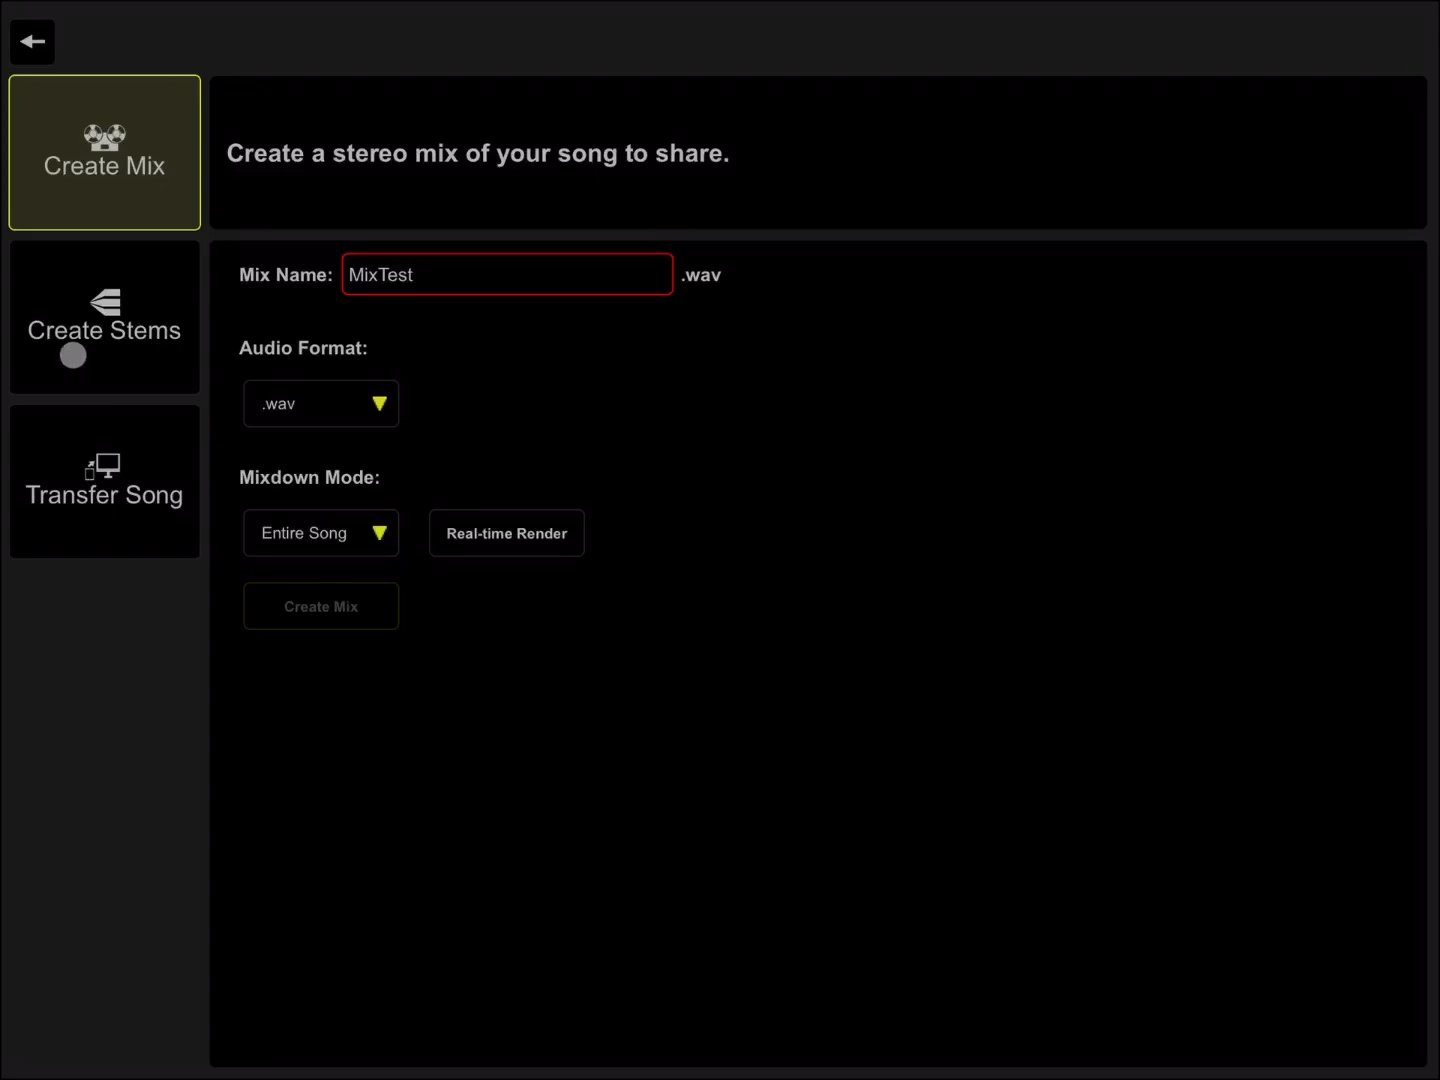 Create Mix
Create a stereo mix of your song to share.
Create Stems
Transfer Song
Mix Name: MixTest .wav
Audio Format:
.wav
Mixdown Mode:
Entire Song Real-time Render
Create Mix